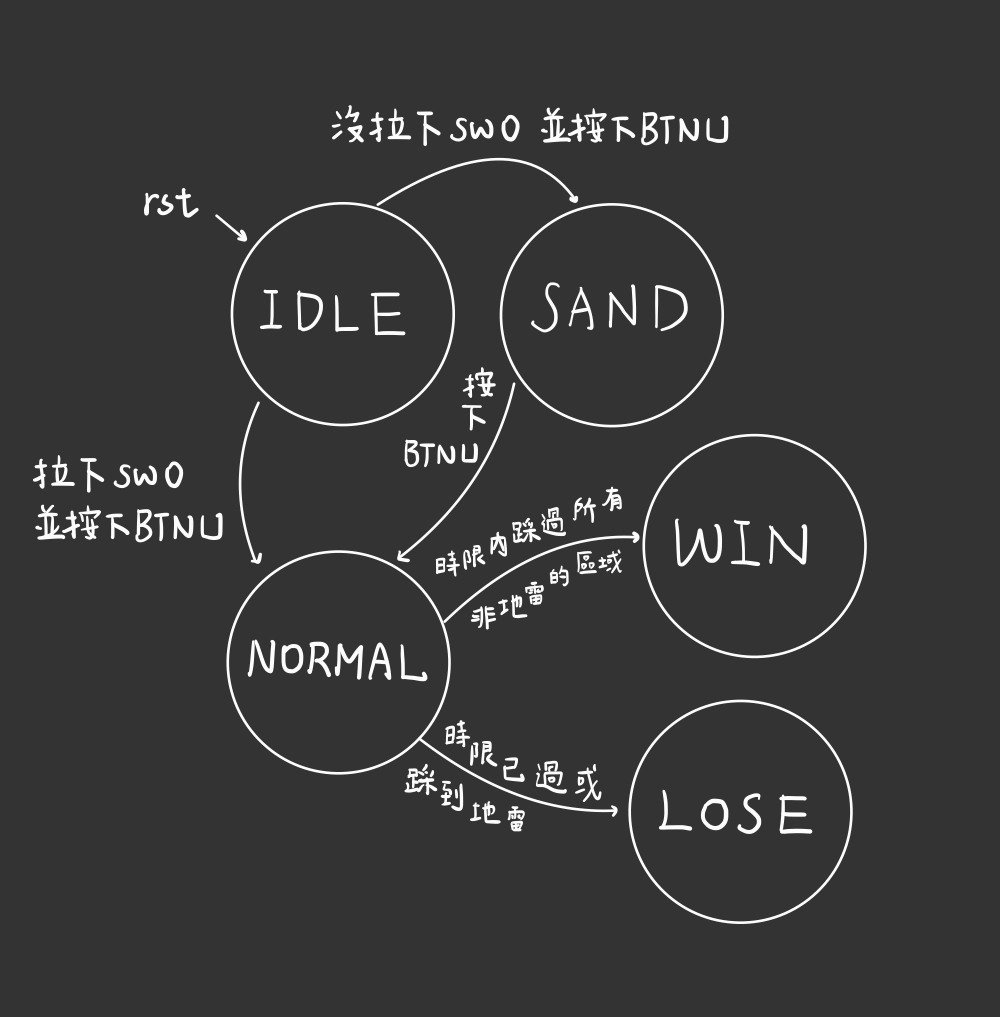 沒拉下SW0 並按下BTNU
rst
IDLE
SAND
按
下
BTNU
拉下SW0
並按下BTNU
時限內踩過所有
非地雷的區域
WIN
NORMAL
時限已過或
踩到地雷
LOSE